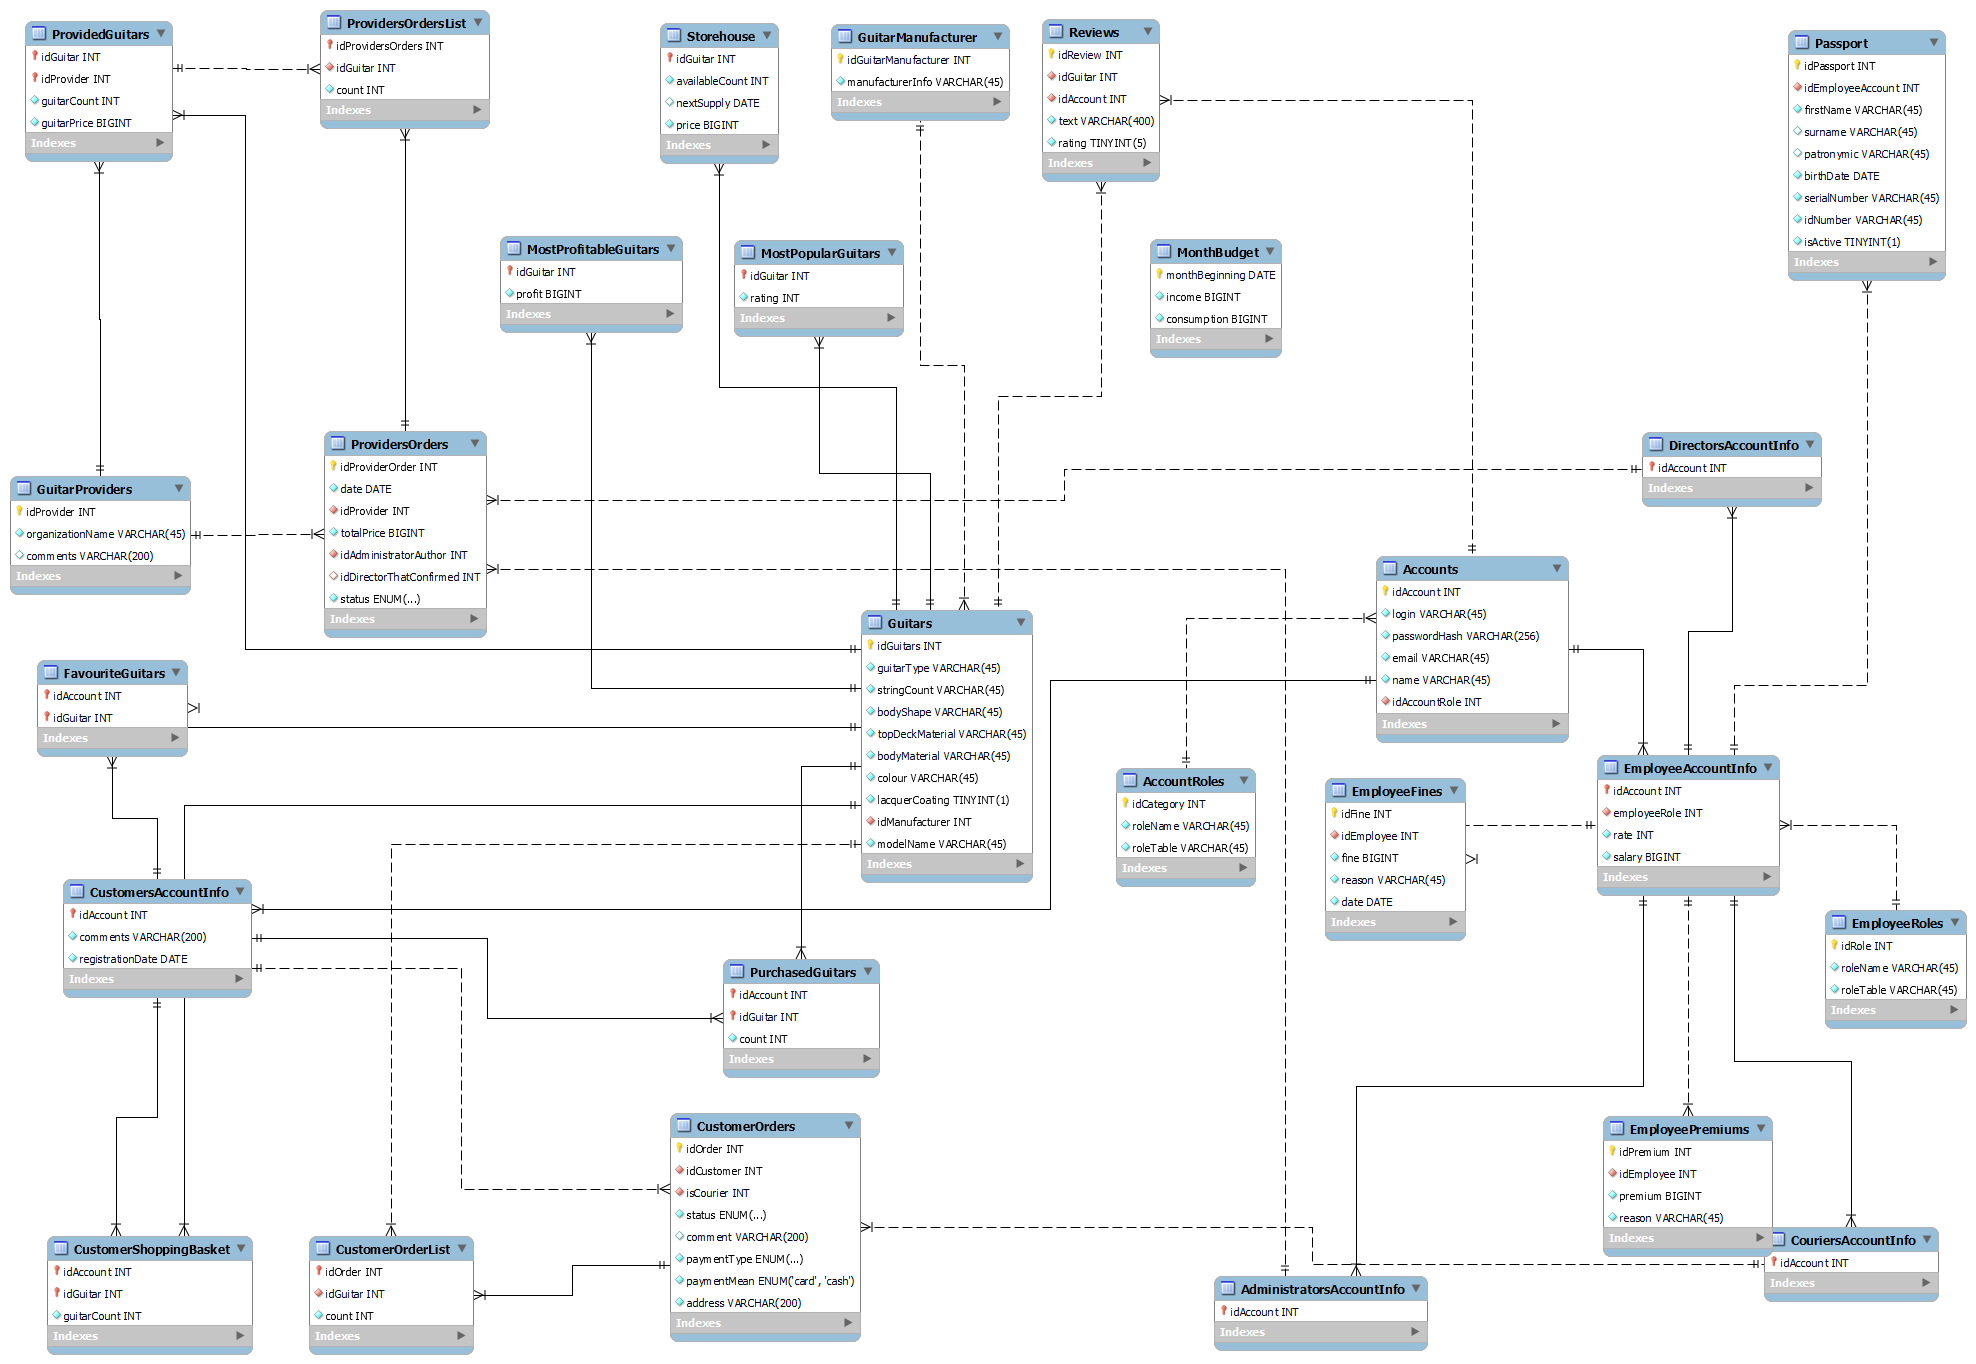 ProvidedGuitars
idGuitar INT
idProvider INT
guitarCount INT
guitarPrice BIGINT
Indexes
ProvidersOrdersList
idProvidersOrders INT
idGuitar INT
count INT
Indexes
Storehouse
idGuitar INT
availableCount INT
nextSupply DATE
price BIGINT
Indexes
GuitarManufacturer
idGuitarManufacturer INT
manufacturerInfo VARCHAR(45)
Indexes
Reviews
idReview INT
idGuitar INT
idAccount INT
text VARCHAR(400)
rating TINYINT(5)
Indexes
Passport
idPassport INT
idEmployeeAccount INT
firstName VARCHAR(45)
surname VARCHAR(45)
patronymic VARCHAR(45)
birthDate DATE
serialNumber VARCHAR(45)
idNumber VARCHAR(45)
isActive TINYINT(1)
Indexes
MostProfitableGuitars
idGuitar INT
profit BIGINT
Indexes
MostPopularGuitars
idGuitar INT
rating INT
Indexes
MonthBudget
monthBeginning DATE
income BIGINT
consumption BIGINT
Indexes
GuitarProviders
idProvider INT
organizationName VARCHAR(45)
comments VARCHAR(200)
Indexes
ProvidersOrders
idProviderOrder INT
date DATE
idProvider INT
totalPrice BIGINT
idAdministratorAuthor INT
idDirectorThatConfirmed INT
status ENUM(...)
Indexes
DirectorsAccountInfo
idAccount INT
Indexes
Accounts
idAccount INT
login VARCHAR(45)
passwordHash VARCHAR(256)
email VARCHAR(45)
name VARCHAR(45)
idAccountRole INT
Indexes
Guitars
idGuitars INT
guitarType VARCHAR(45)
stringCount VARCHAR(45)
bodyShape VARCHAR(45)
topDeckMaterial VARCHAR(45)
bodyMaterial VARCHAR(45)
colour VARCHAR(45)
lacquerCoating TINYINT(1)
idManufacturer INT
modelName VARCHAR(45)
Indexes
FavouriteGuitars
idAccount INT
idGuitar INT
Indexes
AccountRoles
idCategory INT
roleName VARCHAR(45)
roleTable VARCHAR(45)
Indexes
EmployeeFines
idFine INT
idEmployee INT
fine BIGINT
reason VARCHAR(45)
date DATE
Indexes
EmployeeAccountInfo
idAccount INT
employeeRole INT
rate INT
salary BIGINT
Indexes
EmployeeRoles
idRole INT
roleName VARCHAR(45)
roleTable VARCHAR(45)
Indexes
CustomersAccountInfo
idAccount INT
comments VARCHAR(200)
registrationDate DATE
Indexes
PurchasedGuitars
idAccount INT
idGuitar INT
count INT
Indexes
CustomerOrders
idOrder INT
idCustomer INT
isCourier INT
status ENUM(...)
comment VARCHAR(200)
paymentType ENUM(...)
paymentMean ENUM('card', 'cash')
address VARCHAR(200)
Indexes
EmployeePremiums
idPremium INT
idEmployee INT
premium BIGINT
reason VARCHAR(45)
Indexes
CouriersAccountInfo
idAccount INT
Indexes
CustomerShoppingBasket
idAccount INT
idGuitar INT
guitarCount INT
Indexes
CustomerOrderList
idOrder INT
idGuitar INT
count INT
Indexes
AdministratorsAccountInfo
idAccount INT
Indexes